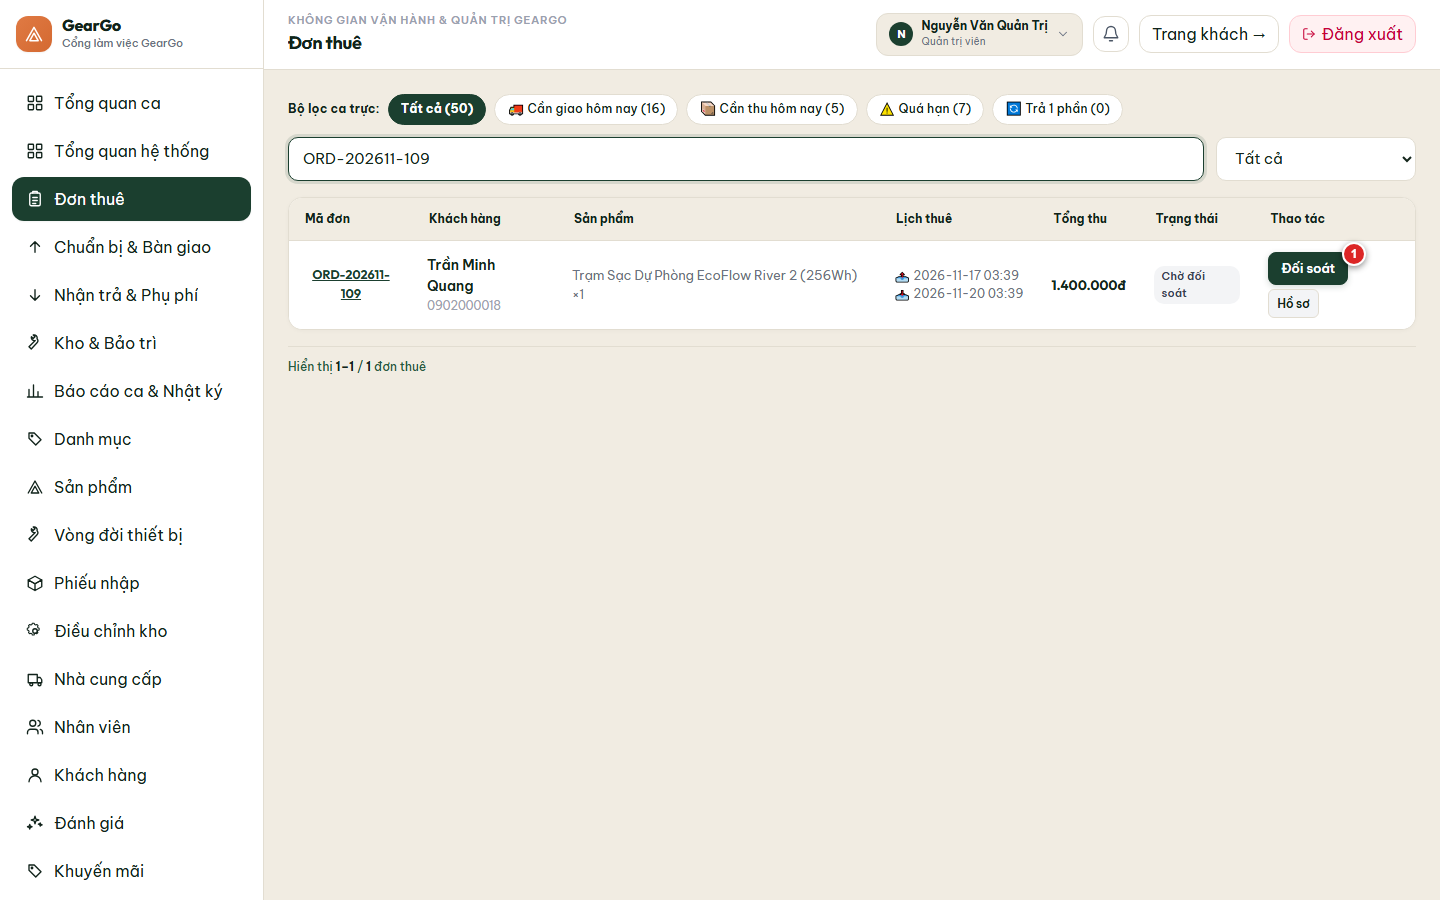 GearGo
Cổng làm việc GearGo
KHÔNG GIAN VẬN HÀNH & QUẢN TRỊ GEARGO
Đơn thuê
N
Nguyễn Văn Quản Trị
Quản trị viên
Trang khách →
Đăng xuất
Tổng quan ca
Tổng quan hệ thống
Đơn thuê
Chuẩn bị & Bàn giao
Nhận trả & Phụ phí
Kho & Bảo trì
Báo cáo ca & Nhật ký
Danh mục
Sản phẩm
Vòng đời thiết bị
Phiếu nhập
Điều chỉnh kho
Nhà cung cấp
Nhân viên
Khách hàng
Đánh giá
Khuyến mãi
Bộ lọc ca trực:
Tất cả (50)
Cần giao hôm nay (16)
Cần thu hôm nay (5)
Quá hạn (7)
Trả 1 phần (0)
ORD-202611-109
Tất cả
Mã đơn
Khách hàng
Sản phẩm
Lịch thuê
Tổng thu
Trạng thái
Thao tác
ORD-202611-
109
Trần Minh
Quang
0902000018
Trạm Sạc Dự Phòng EcoFlow River 2 (256Wh)
×1
2026-11-17 03:39
2026-11-20 03:39
1.400.000đ
Chờ đối
soát
Đối soát
1
Hồ sơ
Hiển thị 1–1 / 1 đơn thuê